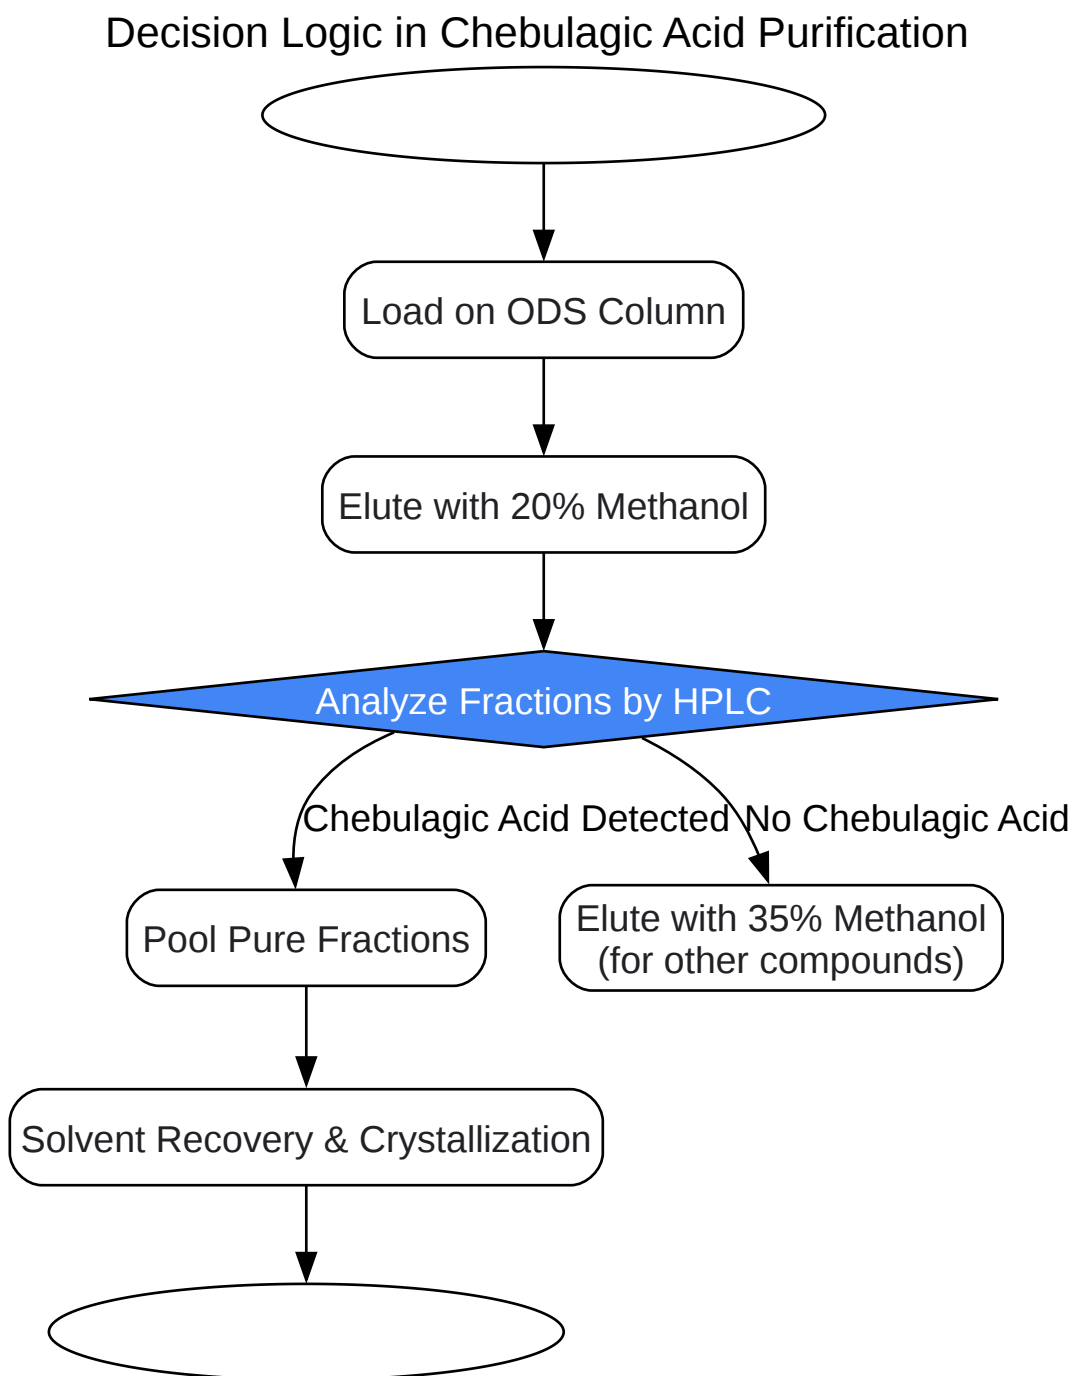 Decision Logic in Chebulagic Acid Purification
Load on ODS Column
Elute with 20% Methanol
Analyze Fractions by HPLC
Chebulagic Acid Detected
No Chebulagic Acid
Pool Pure Fractions
Elute with 35% Methanol
(for other compounds)
Solvent Recovery & Crystallization